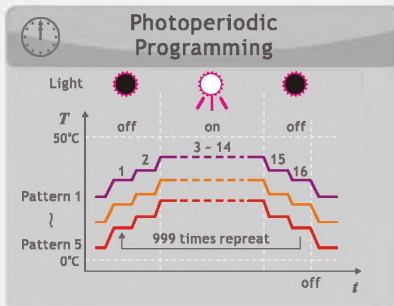 Photoperiodic
Programming
Light
T
50°C
off
on
off
1
2
3 - 14
15
16
Pattern 1
~
Pattern 5
999 times repreat
0°C
off
t